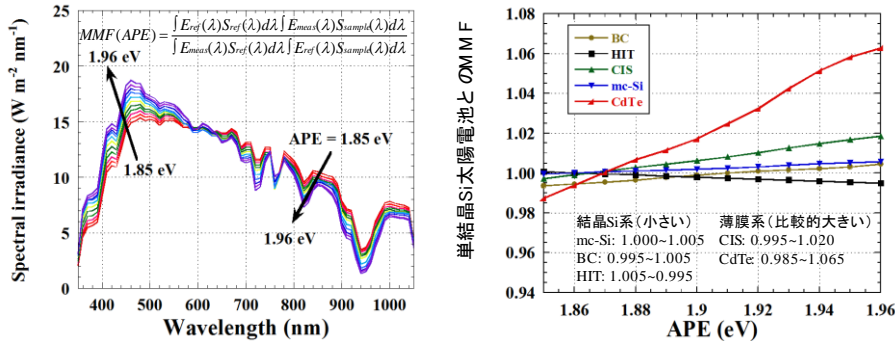 MMF(APE) = ∫E_ref(λ)S_ref(λ)dλ ∫E_meas(λ)S_sample(λ)dλ / ∫E_meas(λ)S_ref(λ)dλ ∫E_ref(λ)S_sample(λ)dλ
1.96 eV
1.85 eV
APE = 1.85 eV
1.96 eV
Spectral irradiance (W m⁻² nm⁻¹)
25
20
15
10
5
0
400 500 600 700 800 900 1000
Wavelength (nm)
単結晶Si太陽電池とのMMF
1.08
1.06
1.04
1.02
1.00
0.98
0.96
0.94
BC
HIT
CIS
mc-Si
CdTe
結晶Si系(小さい)
mc-Si: 1.000~1.005
BC: 0.995~1.005
HIT: 1.005~0.995
薄膜系(比較的大きい)
CIS: 0.995~1.020
CdTe: 0.985~1.065
1.86 1.88 1.9 1.92 1.94 1.96
APE (eV)